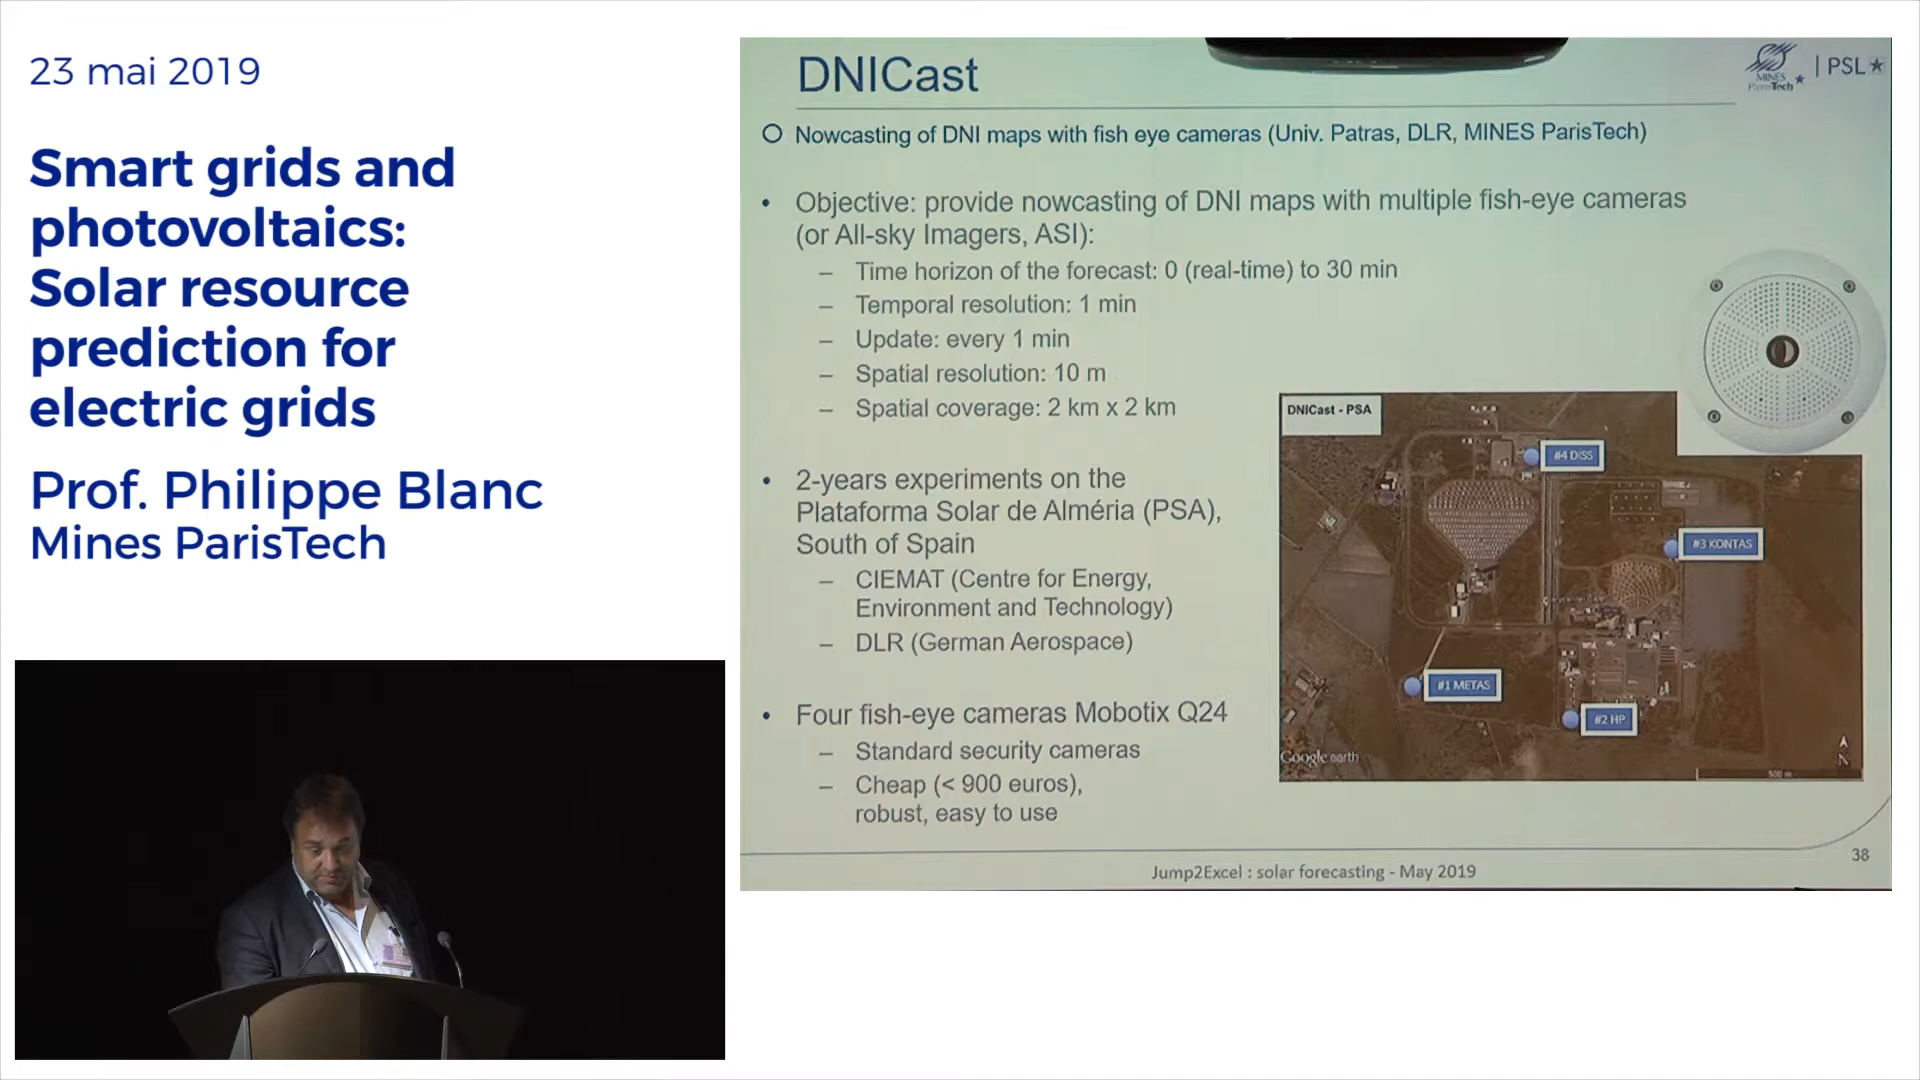 23 mai 2019
Smart grids and
photovoltaics:
Solar resource
prediction for
electric grids
Prof. Philippe Blanc
Mines ParisTech
DNICast
MINES
ParisTech
| PSL★
Nowcasting of DNI maps with fish eye cameras (Univ. Patras, DLR, MINES ParisTech)
• Objective: provide nowcasting of DNI maps with multiple fish-eye cameras
(or All-sky Imagers, ASI):
– Time horizon of the forecast: 0 (real-time) to 30 min
– Temporal resolution: 1 min
– Update: every 1 min
– Spatial resolution: 10 m
– Spatial coverage: 2 km x 2 km
• 2-years experiments on the
Plataforma Solar de Alméria (PSA),
South of Spain
– CIEMAT (Centre for Energy,
Environment and Technology)
– DLR (German Aerospace)
• Four fish-eye cameras Mobotix Q24
– Standard security cameras
– Cheap (< 900 euros),
robust, easy to use
DNICast - PSA
#4 DISS
#3 KONTAS
#1 METAS
#2 HP
Google earth
N
500 m
Jump2Excel : solar forecasting - May 2019
38